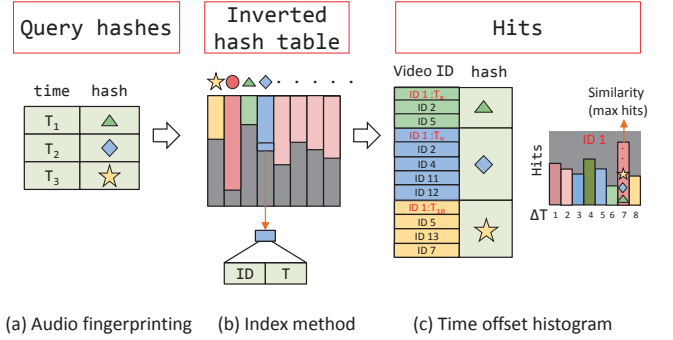 Query hashes
Inverted
hash table
Hits
time hash
T1
T2
T3
ID T
Video ID hash
ID 1 :T8
ID 2
ID 5
ID 1 :T9
ID 2
ID 4
ID 11
ID 12
ID 1:T10
ID 5
ID 13
ID 7
Similarity
(max hits)
ID 1
Hits
ΔT 1 2 3 4 5 6 7 8
(a) Audio fingerprinting
(b) Index method
(c) Time offset histogram